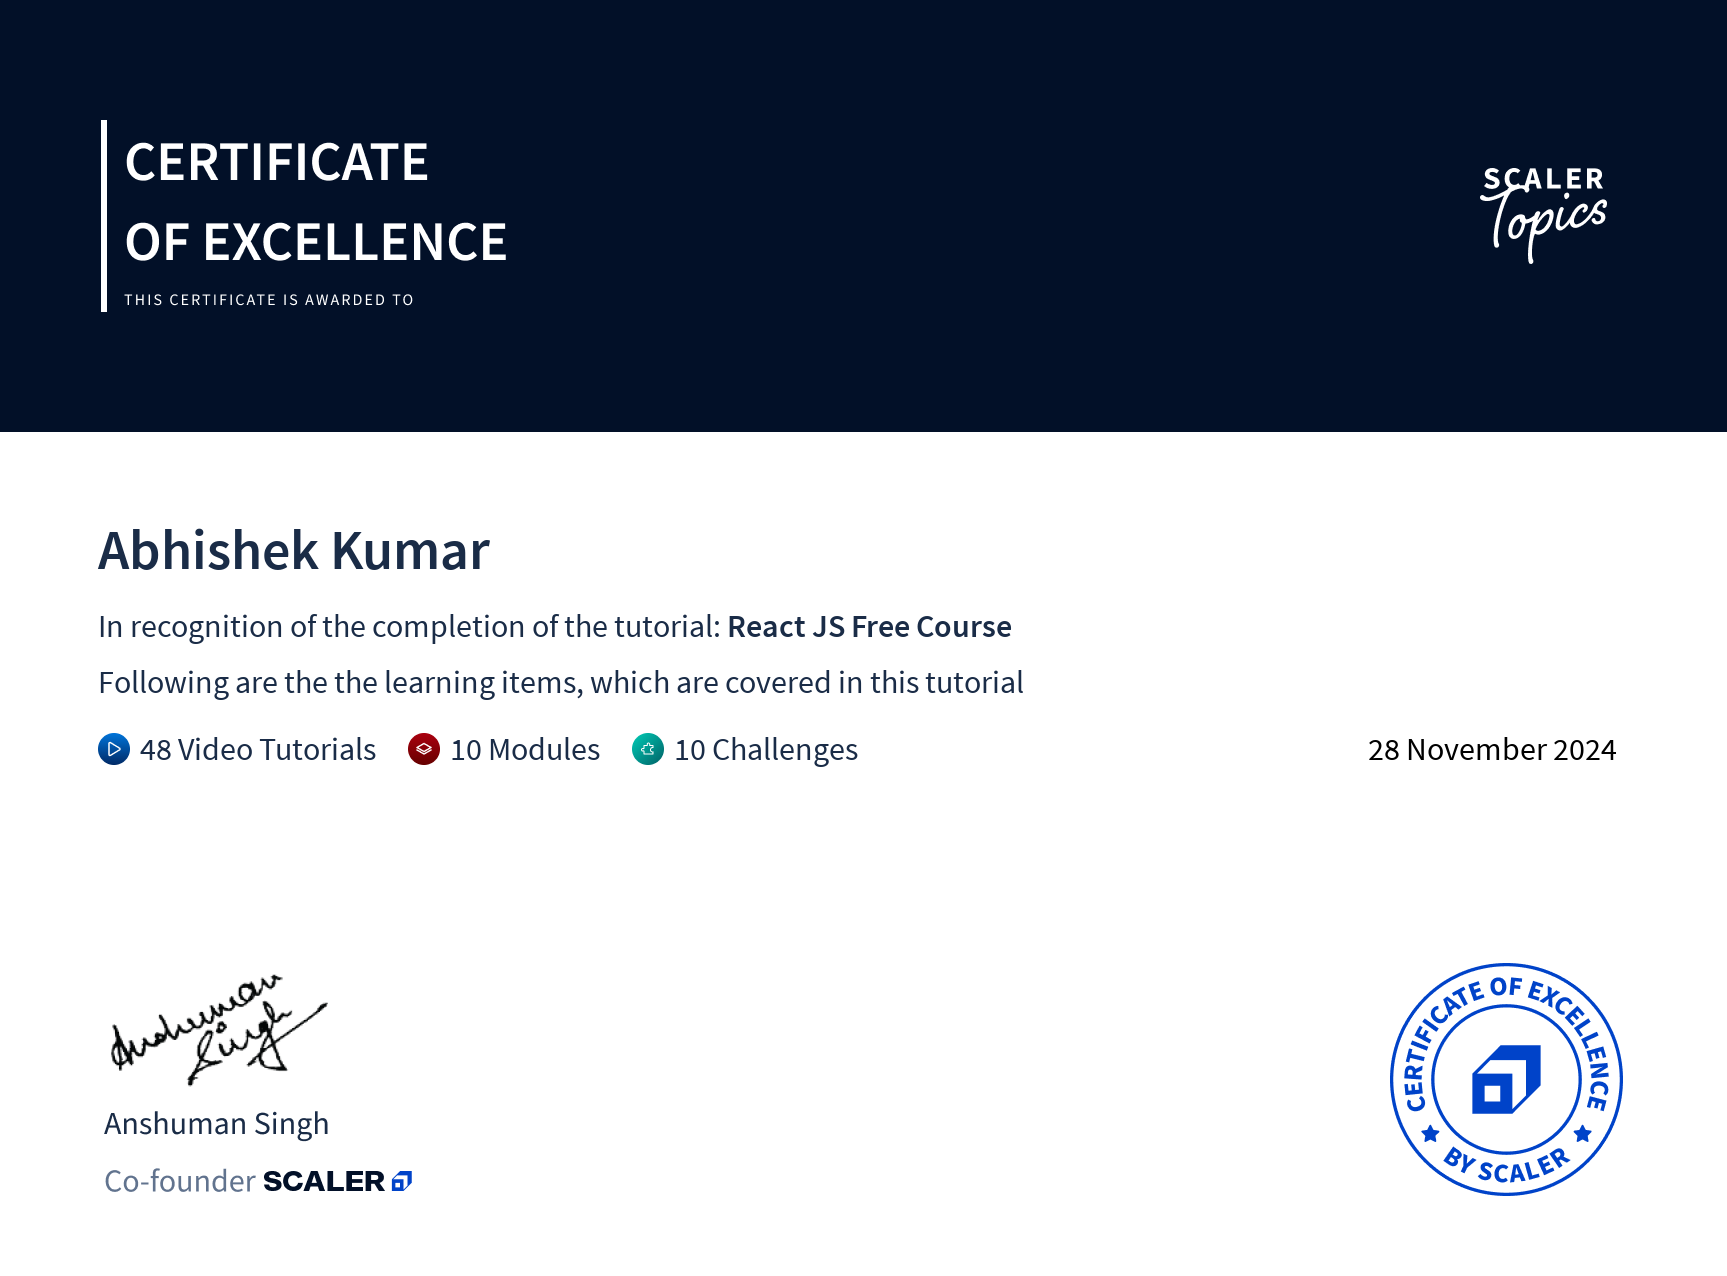 CERTIFICATE
OF EXCELLENCE
THIS CERTIFICATE IS AWARDED TO
SCALER
Topics
Abhishek Kumar
In recognition of the completion of the tutorial: React JS Free Course
Following are the the learning items, which are covered in this tutorial
48 Video Tutorials 10 Modules 10 Challenges 28 November 2024
Anshuman
Singh
Anshuman Singh
Co-founder SCALER
CERTIFICATE OF EXCELLENCE
BY SCALER